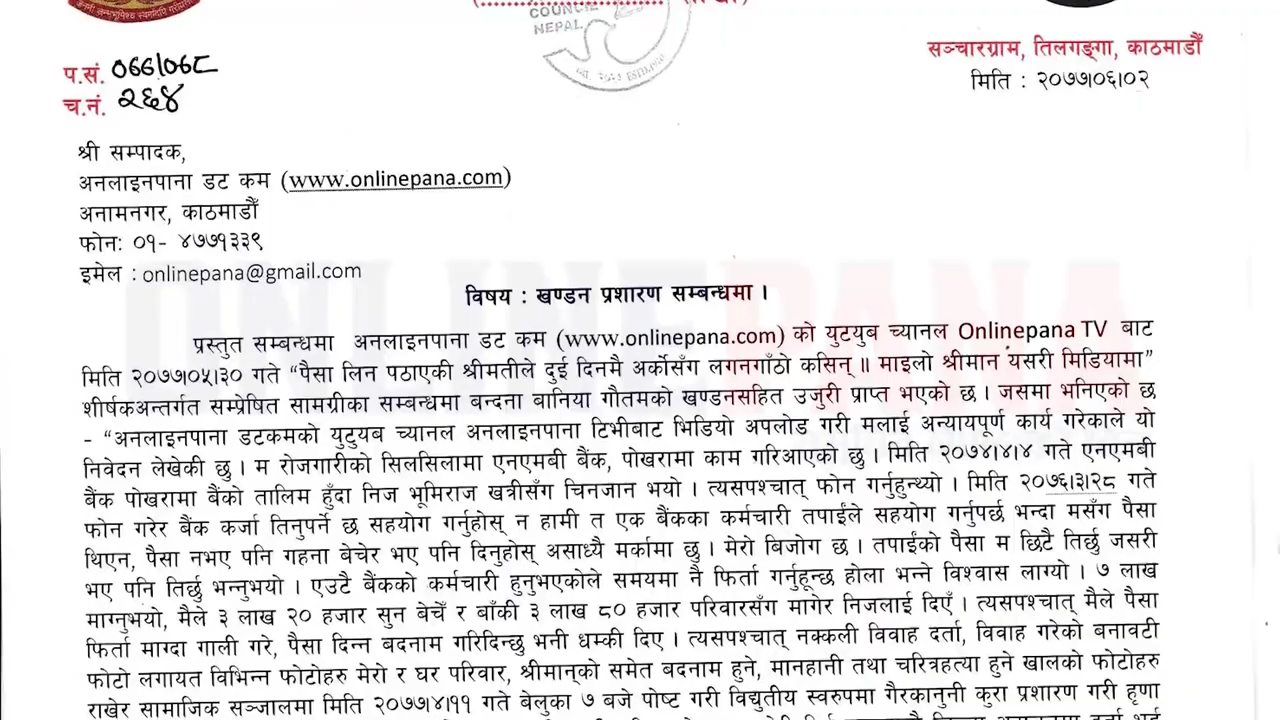 COUNCIL
NEPAL
सञ्चारग्राम, तिलगङ्गा, काठमाडौँ
प.सं. ०७७/०७८
मिति : २०७७।०६।०२
च.नं. २६४
श्री सम्पादक,
अनलाइनपाना डट कम (www.onlinepana.com)
अनामनगर, काठमाडौँ
फोन: ०१- ४७७१३३९
इमेल : onlinepana@gmail.com
ONLINEPANA
विषय : खण्डन प्रशारण सम्बन्धमा ।
प्रस्तुत सम्बन्धमा अनलाइनपाना डट कम (www.onlinepana.com) को युटयुब च्यानल Onlinepana TV बाट
मिति २०७७।०५।३० गते “पैसा लिन पठाएकी श्रीमतीले दुई दिनमै अर्कोसँग लगनगाँठो कसिन् ॥ माइलो श्रीमान यसरी मिडियामा”
शीर्षकअन्तर्गत सम्प्रेषित सामग्रीका सम्बन्धमा बन्दना बानिया गौतमको खण्डनसहित उजुरी प्राप्त भएको छ । जसमा भनिएको छ
- “अनलाइनपाना डटकमको युटुयब च्यानल अनलाइनपाना टिभीबाट भिडियो अपलोड गरी मलाई अन्यायपूर्ण कार्य गरेकाले यो
निवेदन लेखेकी छु । म रोजगारीको सिलसिलामा एनएमबी बैंक, पोखरामा काम गरिआएको छु । मिति २०७४।४।४ गते एनएमबी
बैंक पोखरामा बैंको तालिम हुँदा निज भूमिराज खत्रीसँग चिनजान भयो । त्यसपश्चात् फोन गर्नुहुन्थ्यो । मिति २०७६।३।२८ गते
फोन गरेर बैंक कर्जा तिनुपर्ने छ सहयोग गर्नुहोस् न हामी त एक बैंकका कर्मचारी तपाईंले सहयोग गर्नुपर्छ भन्दा मसँग पैसा
थिएन, पैसा नभए पनि गहना बेचेर भए पनि दिनुहोस् असाध्यै मर्कामा छु । मेरो बिजोग छ । तपाईंको पैसा म छिटै तिर्छु जसरी
भए पनि तिर्छु भन्नुभयो । एउटै बैंकको कर्मचारी हुनुभएकोले समयमा नै फिर्ता गर्नुहून्छ होला भन्ने विश्वास लाग्यो । ७ लाख
माग्नुभयो, मैले ३ लाख २० हजार सुन बेचेँ र बाँकी ३ लाख ८० हजार परिवारसँग मागेर निजलाई दिएँ । त्यसपश्चात् मैले पैसा
फिर्ता माग्दा गाली गरे, पैसा दिन्न बदनाम गरिदिन्छु भनी धम्की दिए । त्यसपश्चात् नक्कली विवाह दर्ता, विवाह गरेको बनावटी
फोटो लगायत विभिन्न फोटोहरु मेरो र घर परिवार, श्रीमान्को समेत बदनाम हुने, मानहानी तथा चरित्रहत्या हुने खालको फोटोहरु
राखेर सामाजिक सञ्जालमा मिति २०७७।४।११ गते बेलुका ७ बजे पोष्ट गरी विद्युतीय स्वरुपमा गैरकानुनी कुरा प्रशारण गरी हृणा